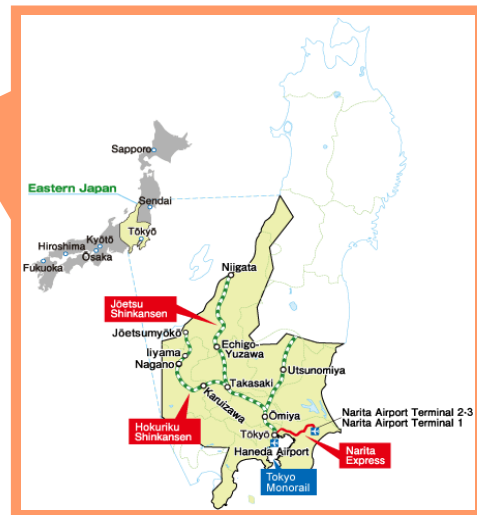 Sapporo
Eastern Japan
Sendai
Tōkyō
Kyōtō
Hiroshima
Ōsaka
Fukuoka
Niigata
Jōetsu
Shinkansen
Jōetsumyōkō
Echigo-
Yuzawa
Iiyama
Nagano
Utsunomiya
Takasaki
Karuizawa
Ōmiya
Hokuriku
Shinkansen
Narita Airport Terminal 2-3
Narita Airport Terminal 1
Tōkyō
Haneda Airport
Narita
Express
Tokyo
Monorail